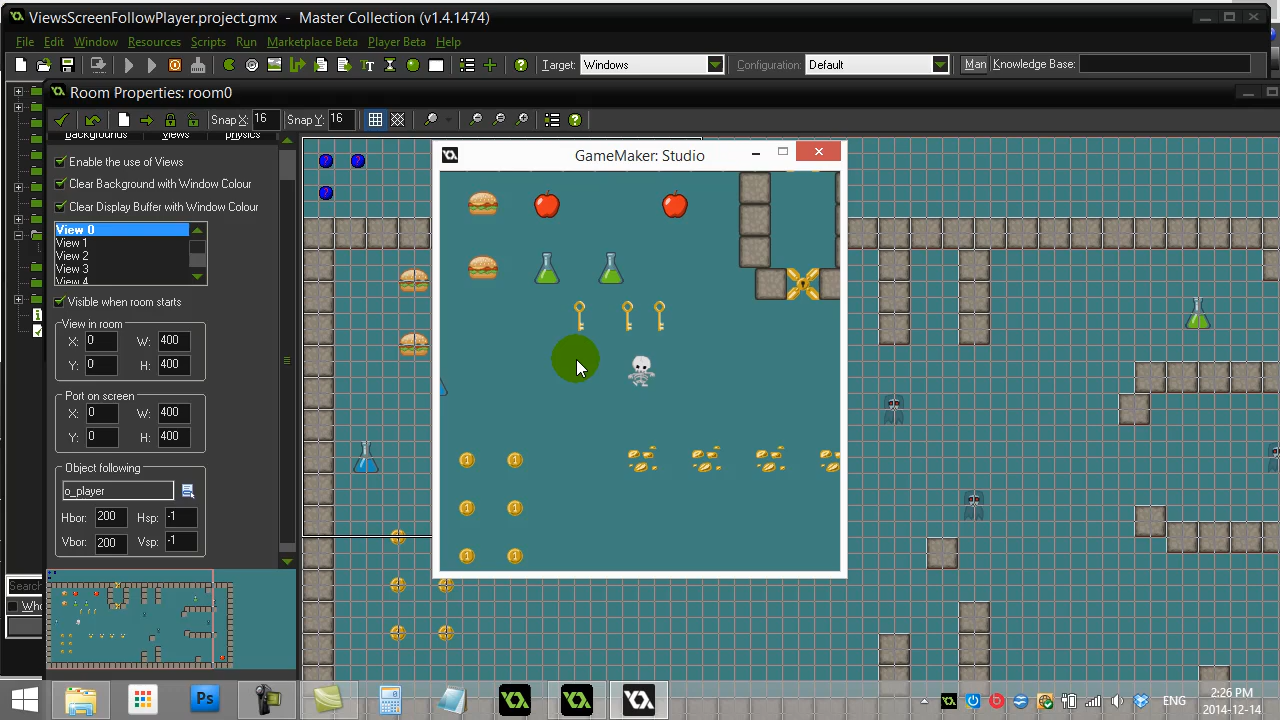 ViewsScreenFollowPlayer.project.gmx - Master Collection (v1.4.1474)
File Edit Window Resources Scripts Run Marketplace Beta Player Beta Help
Target: Windows Configuration: Default Man Knowledge Base:
Room Properties: room0
Snap X: 16 Snap Y: 16
Backgrounds Views Physics
GameMaker: Studio
Enable the use of Views
Clear Background with Window Colour
Clear Display Buffer with Window Colour
View 0
View 1
View 2
View 3
View 4
Visible when room starts
View in room
X: 0 W: 400
Y: 0 H: 400
Port on screen
X: 0 W: 400
Y: 0 H: 400
Object following
o_player
Hbor: 200 Hsp: -1
Vbor: 200 Vsp: -1
Search
Who
ENG
2:26 PM
2014-12-14